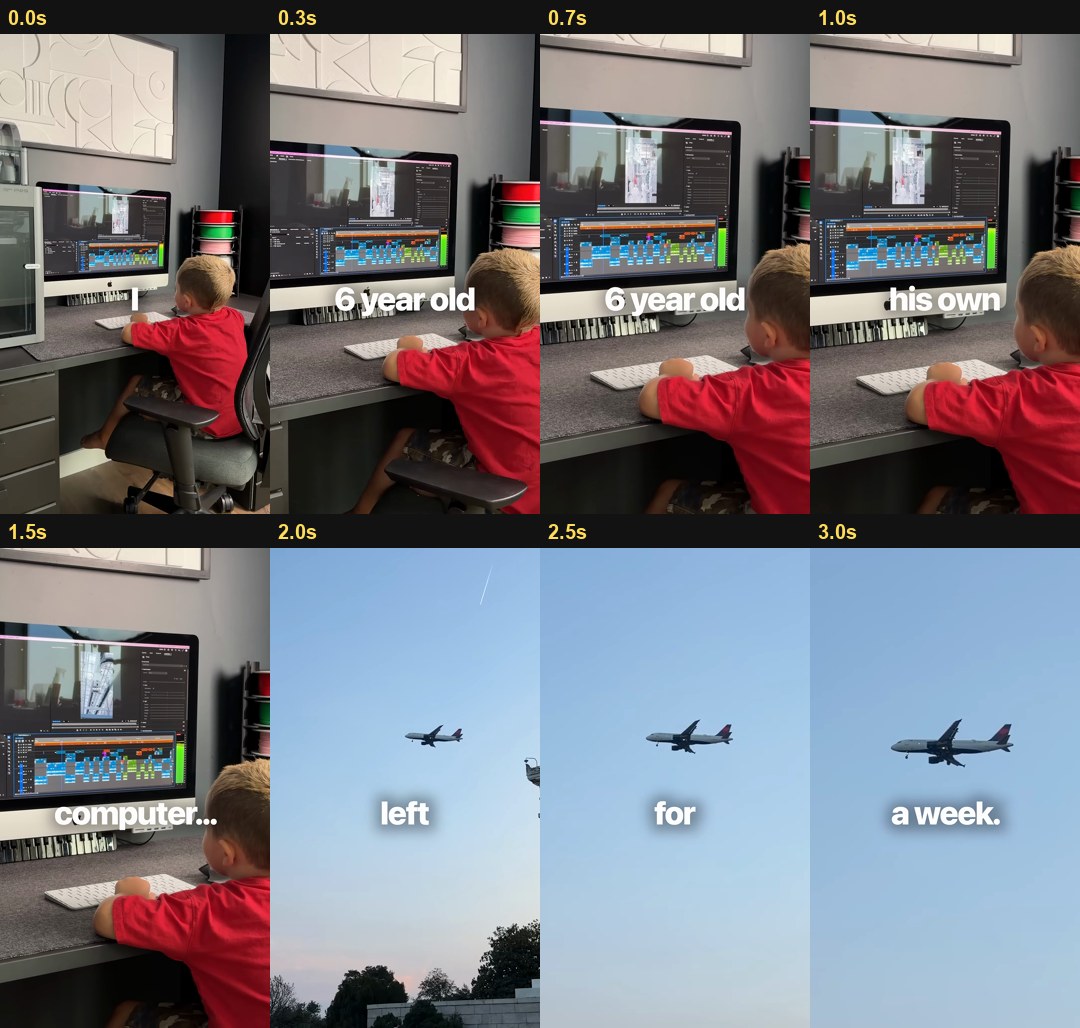 0.0s
0.3s
0.7s
1.0s
I
6 year old
6 year old
his own
1.5s
2.0s
2.5s
3.0s
computer...
left
for
a week.